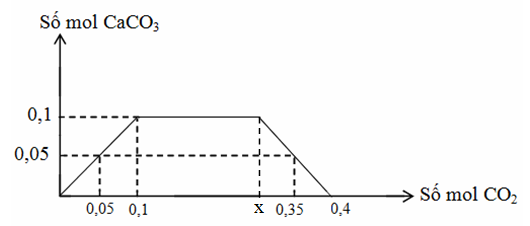 Số mol CaCO3
0,1
0,05
Số mol CO2
0,05 0,1 x 0,35 0,4